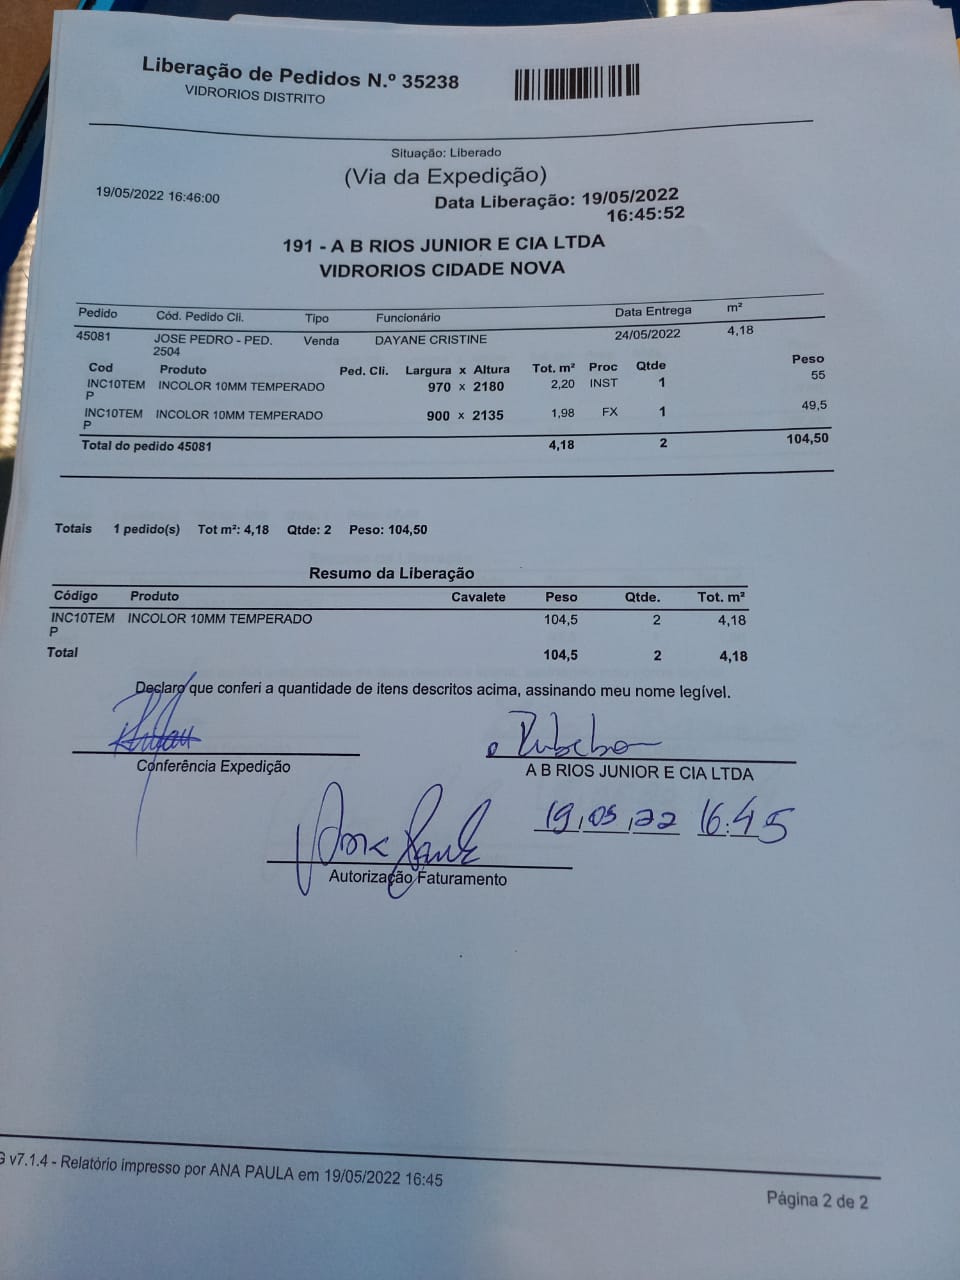 Liberação de Pedidos N.º 35238
VIDRORIOS DISTRITO
Situação: Liberado
(Via da Expedição)
19/05/2022 16:46:00
Data Liberação: 19/05/2022
16:45:52
191 - A B RIOS JUNIOR E CIA LTDA
VIDRORIOS CIDADE NOVA
Pedido Cód. Pedido Cli. Tipo Funcionário Data Entrega m²
45081 JOSE PEDRO - PED. 2504 Venda DAYANE CRISTINE 24/05/2022 4,18
Cod Produto Ped. Cli. Largura x Altura Tot. m² Proc Qtde Peso
INC10TEM P INCOLOR 10MM TEMPERADO 970 x 2180 2,20 INST 1 55
INC10TEM P INCOLOR 10MM TEMPERADO 900 x 2135 1,98 FX 1 49,5
Total do pedido 45081 4,18 2 104,50
Totais 1 pedido(s) Tot m²: 4,18 Qtde: 2 Peso: 104,50
Resumo da Liberação
Código Produto Cavalete Peso Qtde. Tot. m²
INC10TEM P INCOLOR 10MM TEMPERADO 104,5 2 4,18
Total 104,5 2 4,18
Declaro que conferi a quantidade de itens descritos acima, assinando meu nome legível.
Conferência Expedição
A B RIOS JUNIOR E CIA LTDA
19,05,22 16:45
Autorização Faturamento
G v7.1.4 - Relatório impresso por ANA PAULA em 19/05/2022 16:45
Página 2 de 2